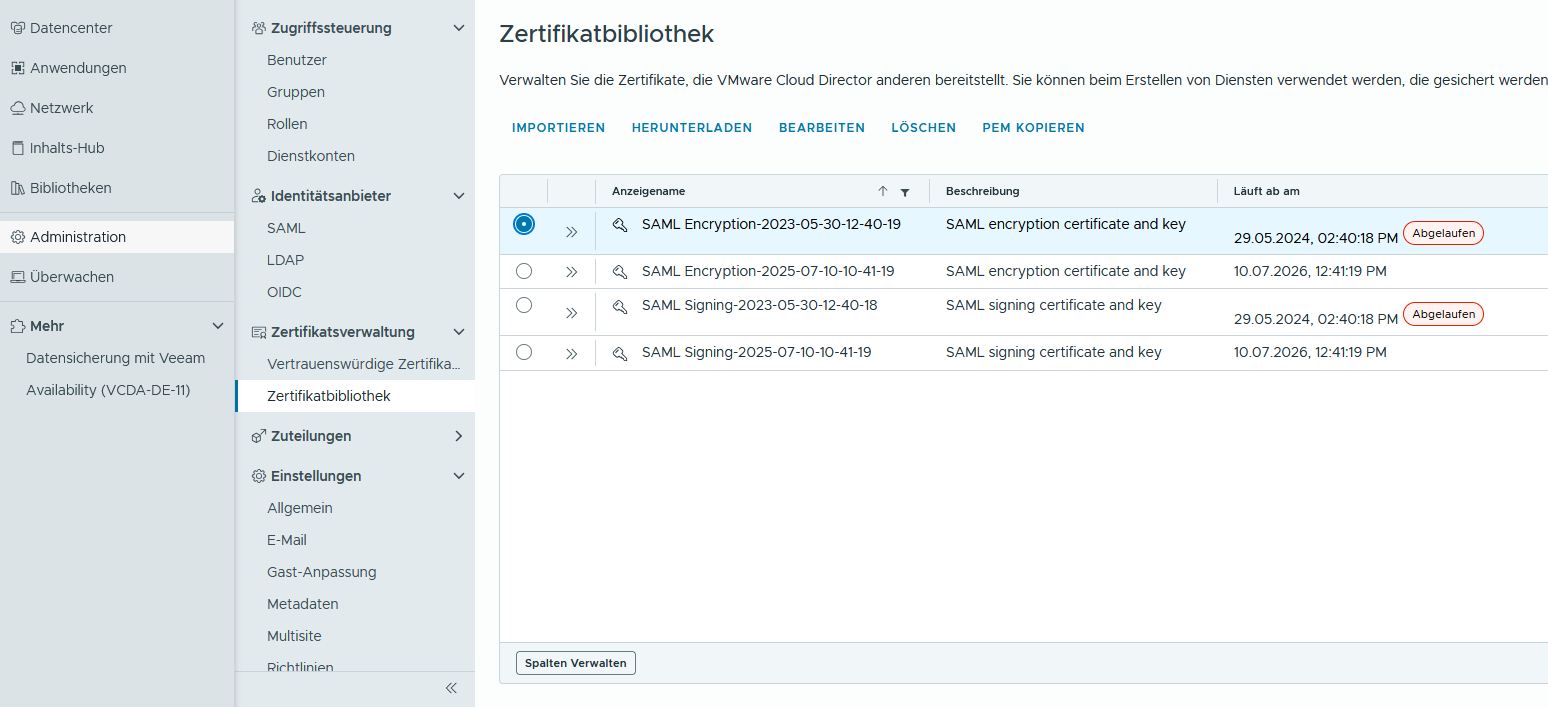 Datencenter
Anwendungen
Netzwerk
Inhalts-Hub
Bibliotheken
Administration
Überwachen
Mehr
Datensicherung mit Veeam
Availability (VCDA-DE-11)
Zugriffssteuerung
Benutzer
Gruppen
Rollen
Dienstkonten
Identitätsanbieter
SAML
LDAP
OIDC
Zertifikatsverwaltung
Vertrauenswürdige Zertifika...
Zertifikatbibliothek
Zuteilungen
Einstellungen
Allgemein
E-Mail
Gast-Anpassung
Metadaten
Multisite
Richtlinien
Zertifikatbibliothek
Verwalten Sie die Zertifikate, die VMware Cloud Director anderen bereitstellt. Sie können beim Erstellen von Diensten verwendet werden, die gesichert werden
IMPORTIEREN HERUNTERLADEN BEARBEITEN LÖSCHEN PEM KOPIEREN
Anzeigename Beschreibung Läuft ab am
SAML Encryption-2023-05-30-12-40-19 SAML encryption certificate and key 29.05.2024, 02:40:18 PM Abgelaufen
SAML Encryption-2025-07-10-10-41-19 SAML encryption certificate and key 10.07.2026, 12:41:19 PM
SAML Signing-2023-05-30-12-40-18 SAML signing certificate and key 29.05.2024, 02:40:18 PM Abgelaufen
SAML Signing-2025-07-10-10-41-19 SAML signing certificate and key 10.07.2026, 12:41:19 PM
Spalten Verwalten